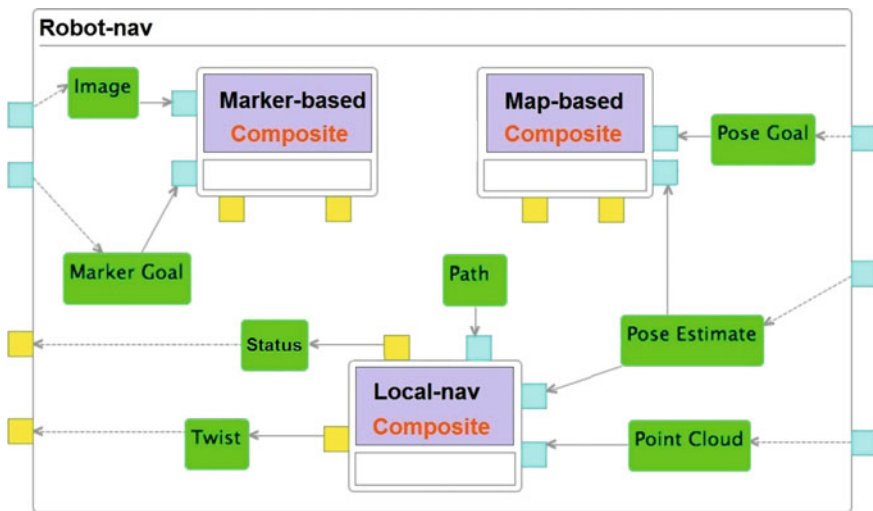 Robot-nav
Image
Marker-based
Composite
Map-based
Composite
Pose Goal
Marker Goal
Path
Pose Estimate
Status
Local-nav
Composite
Twist
Point Cloud